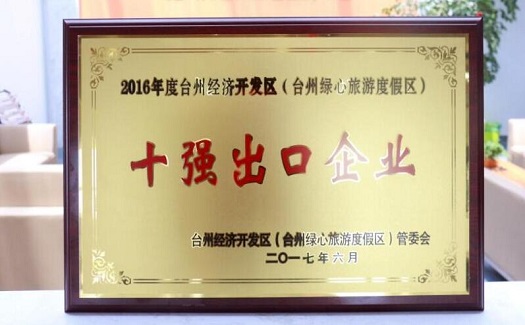 2016年度台州经济开发区（台州绿心旅游度假区）
十强出口企业
台州经济开发区（台州绿心旅游度假区）管委会
二〇一七年六月